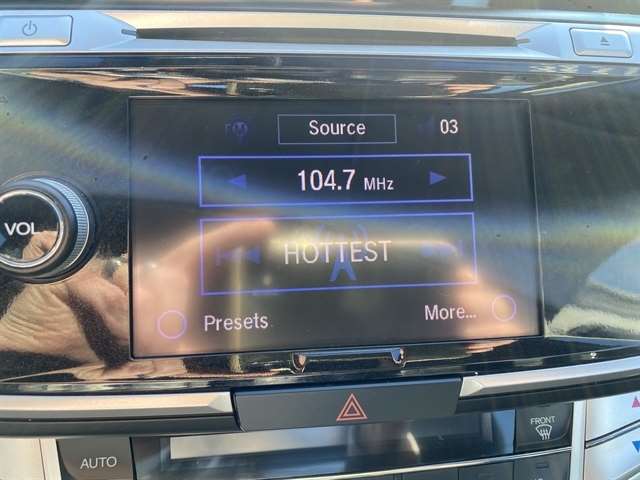 Source
03
104.7 MHz
HOTTEST
Presets
More...
VOL
AUTO
FRONT